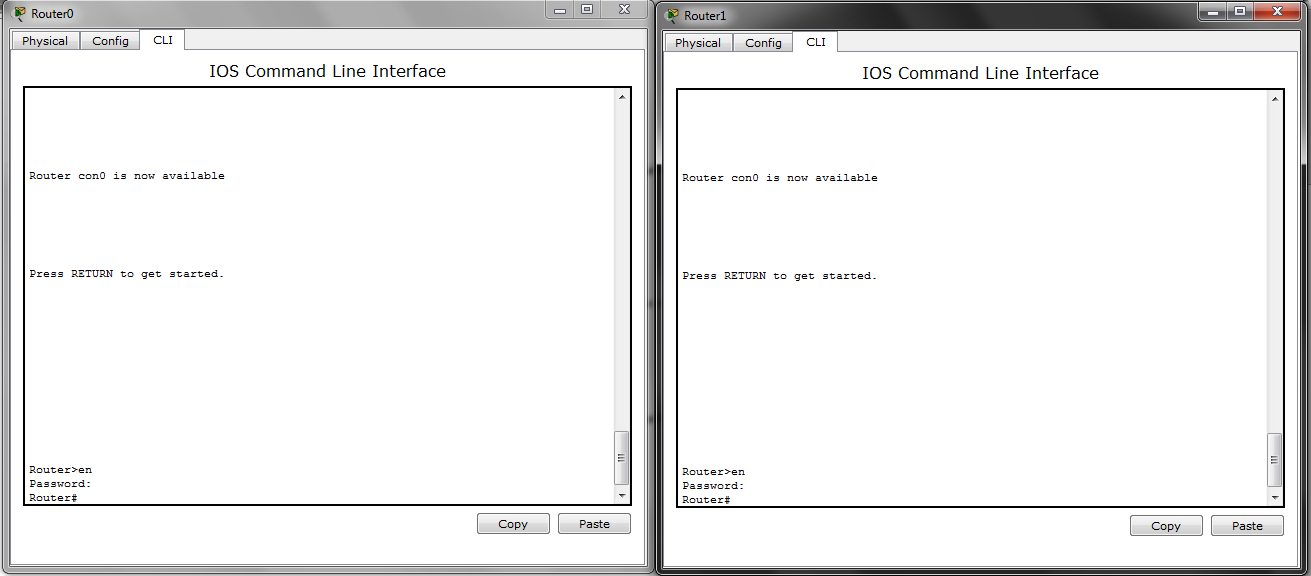 Router0
Physical Config CLI
IOS Command Line Interface
Router con0 is now available
Press RETURN to get started.
Router>en
Password:
Router#
Copy Paste
Router1
Physical Config CLI
IOS Command Line Interface
Router con0 is now available
Press RETURN to get started.
Router>en
Password:
Router#
Copy Paste